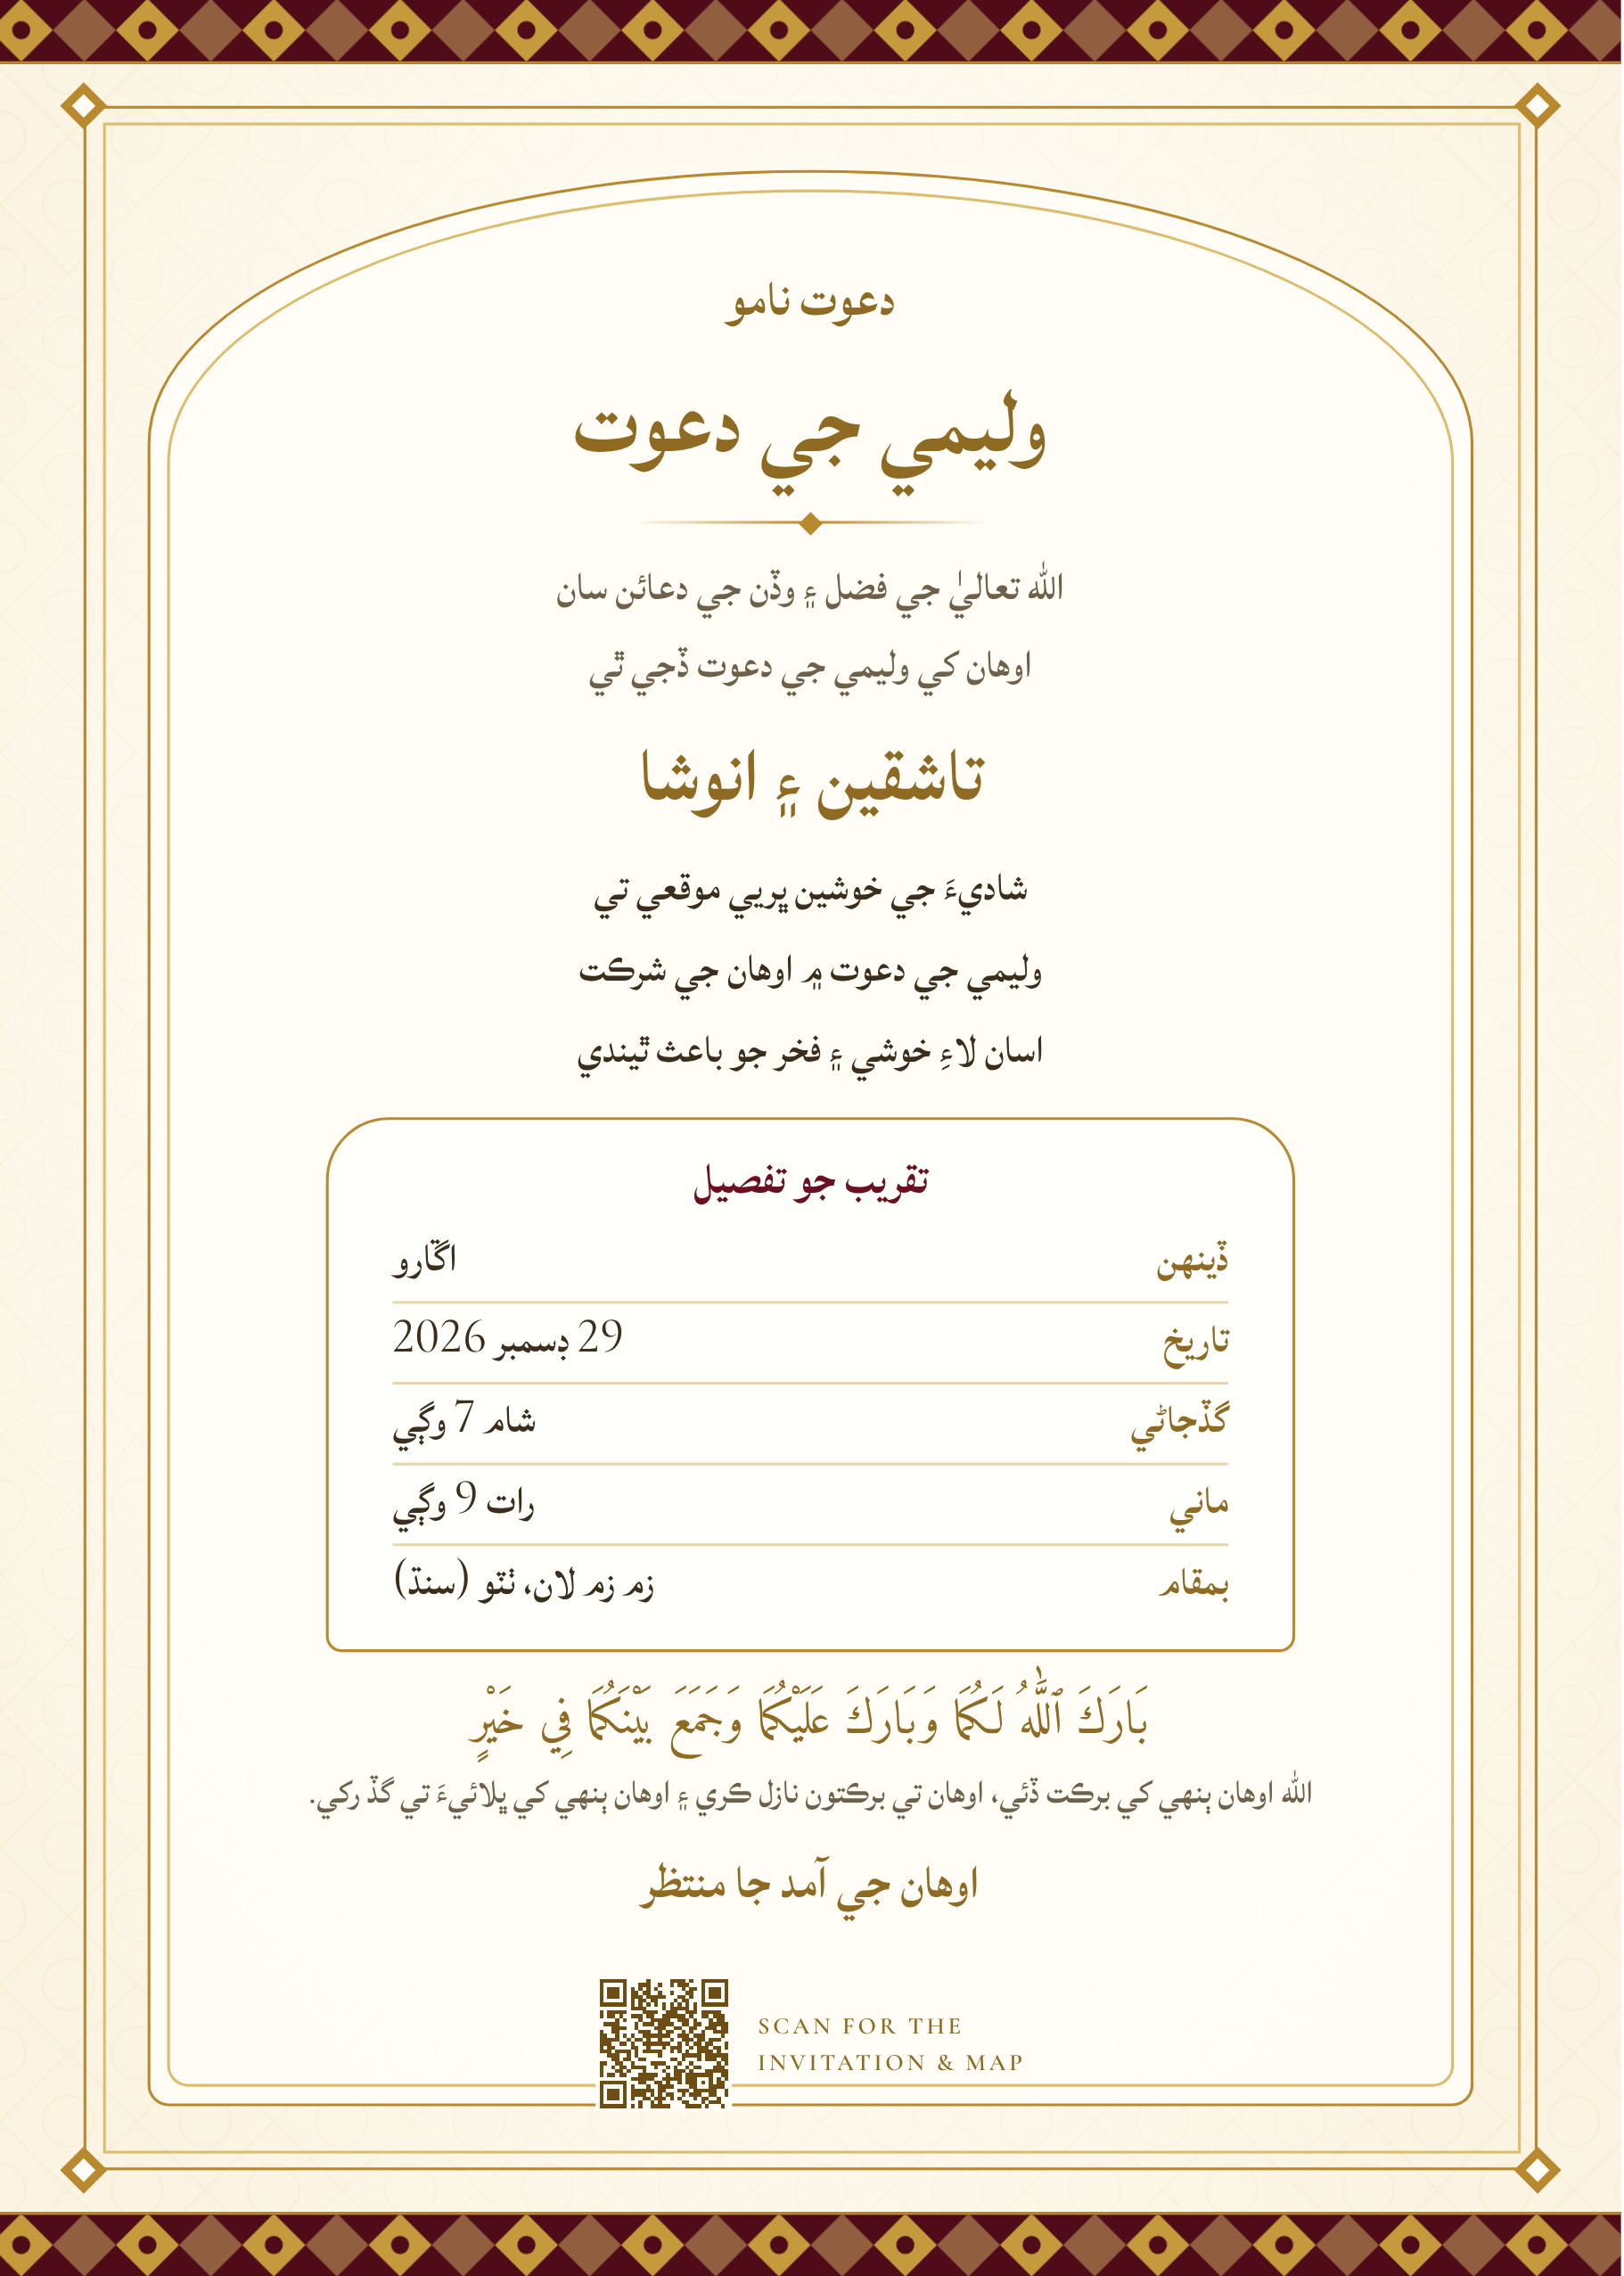 دعوت نامو
وليمي جي دعوت
الله تعاليٰ جي فضل ۽ وڏن جي دعائن سان
اوهان کي وليمي جي دعوت ڏجي ٿي
تاشقين ۽ انوشا
شاديءَ جي خوشين ڀريي موقعي تي
وليمي جي دعوت ۾ اوهان جي شرڪت
اسان لاءِ خوشي ۽ فخر جو باعث ٿيندي
تقريب جو تفصيل
ڏينهن اڱارو
تاريخ 29 ڊسمبر 2026
گڏجاڻي شام 7 وڳي
ماني رات 9 وڳي
بمقام زم زم لان، ٺٽو (سنڌ)
بَارَكَ ٱللَّهُ لَكُمَا وَبَارَكَ عَلَيْكُمَا وَجَمَعَ بَيْنَكُمَا فِي خَيْرٍ
الله اوهان ٻنهي کي برڪت ڏئي، اوهان تي برڪتون نازل ڪري ۽ اوهان ٻنهي کي ڀلائيءَ تي گڏ رکي.
اوهان جي آمد جا منتظر
SCAN FOR THE
INVITATION & MAP